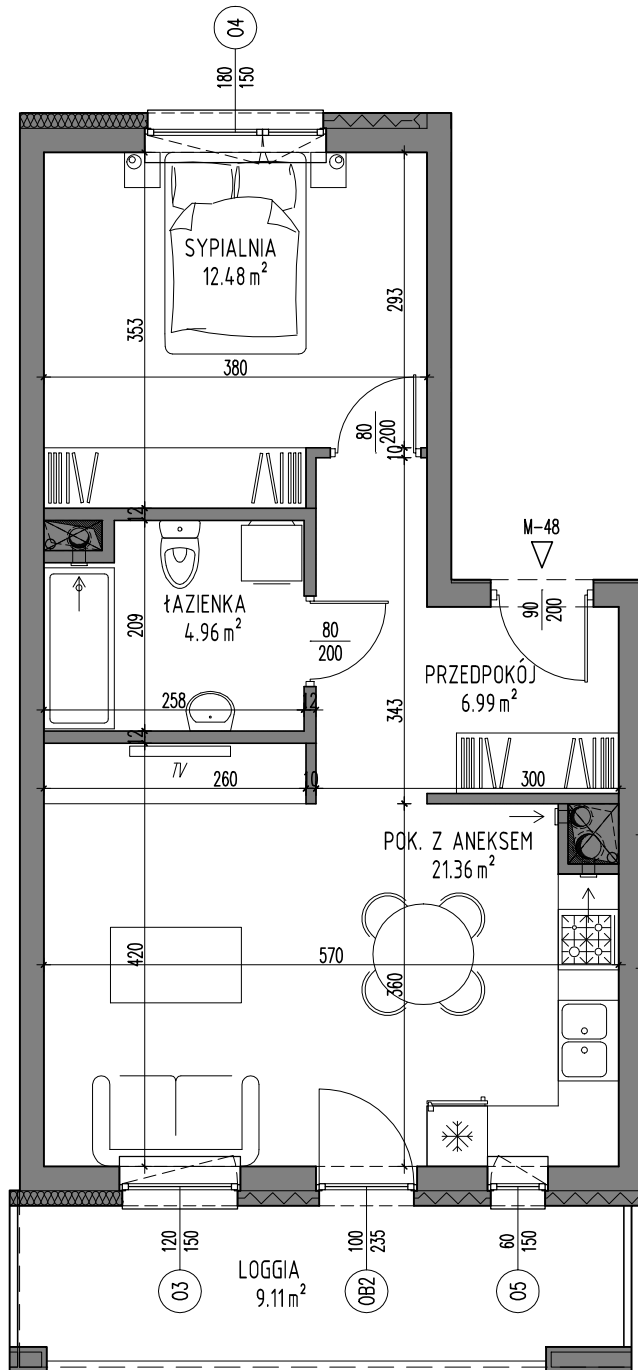 04
180
150
SYPIALNIA
12.48 m²
353
293
380
80
200
10
12
M-48
90
200
ŁAZIENKA
4.96 m²
209
80
200
PRZEDPOKÓJ
6.99 m²
258
12
343
12
TV
260
10
300
POK. Z ANEKSEM
21.36 m²
420
570
360
120
150
100
235
60
150
LOGGIA
9.11 m²
03
0B2
05